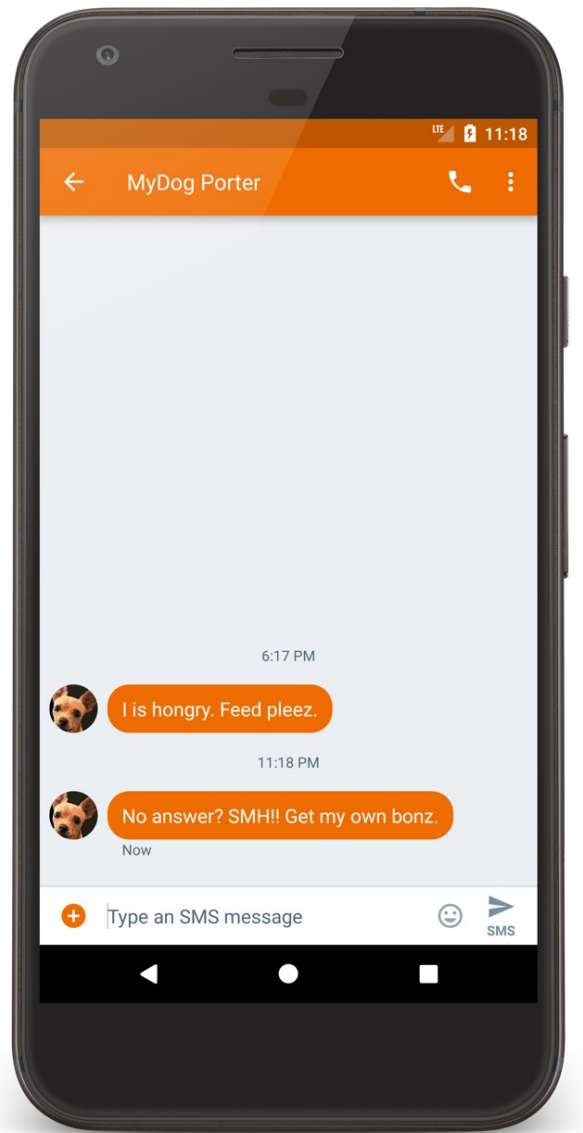 LTE 11:18
MyDog Porter
6:17 PM
I is hongry. Feed pleez.
11:18 PM
No answer? SMH!! Get my own bonz.
Now
Type an SMS message
SMS